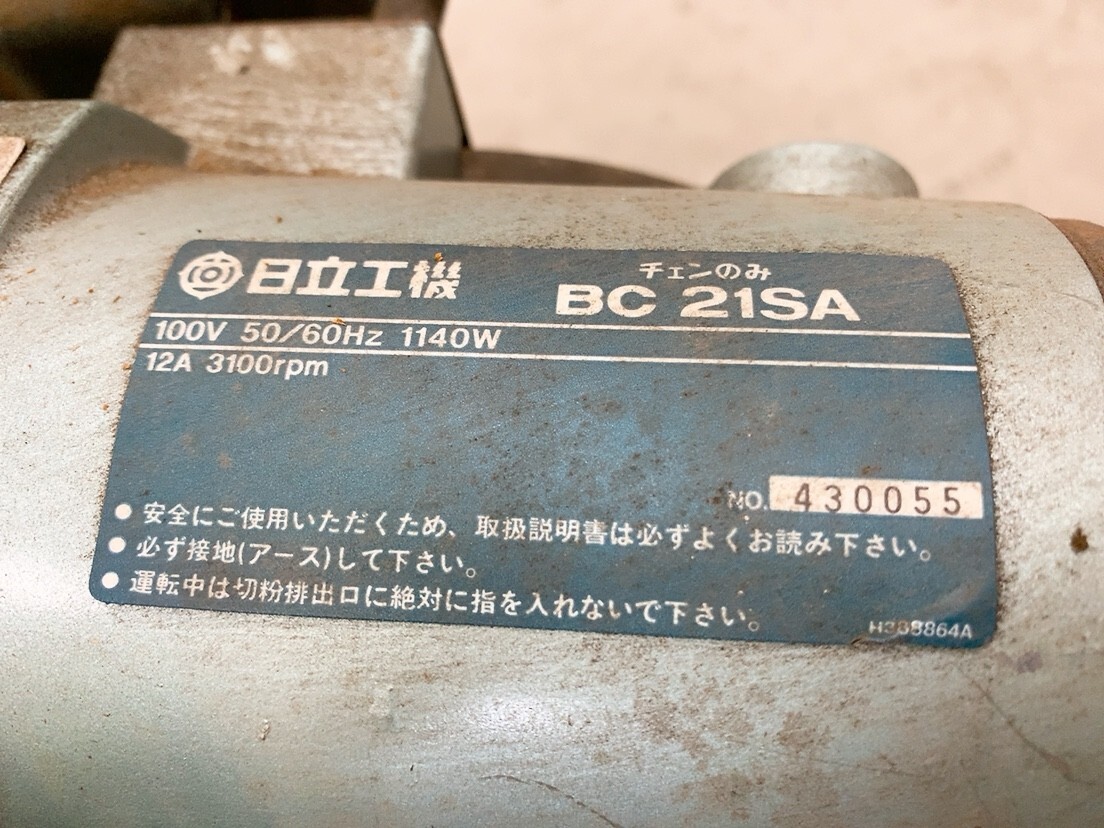 日立工機
チェンのみ
BC 21SA
100V 50/60Hz 1140W
12A 3100rpm
NO. 430055
● 安全にご使用いただくため、取扱説明書は必ずよくお読み下さい。
● 必ず接地(アース)して下さい。
● 運転中は切粉排出口に絶対に指を入れないで下さい。
H388864A